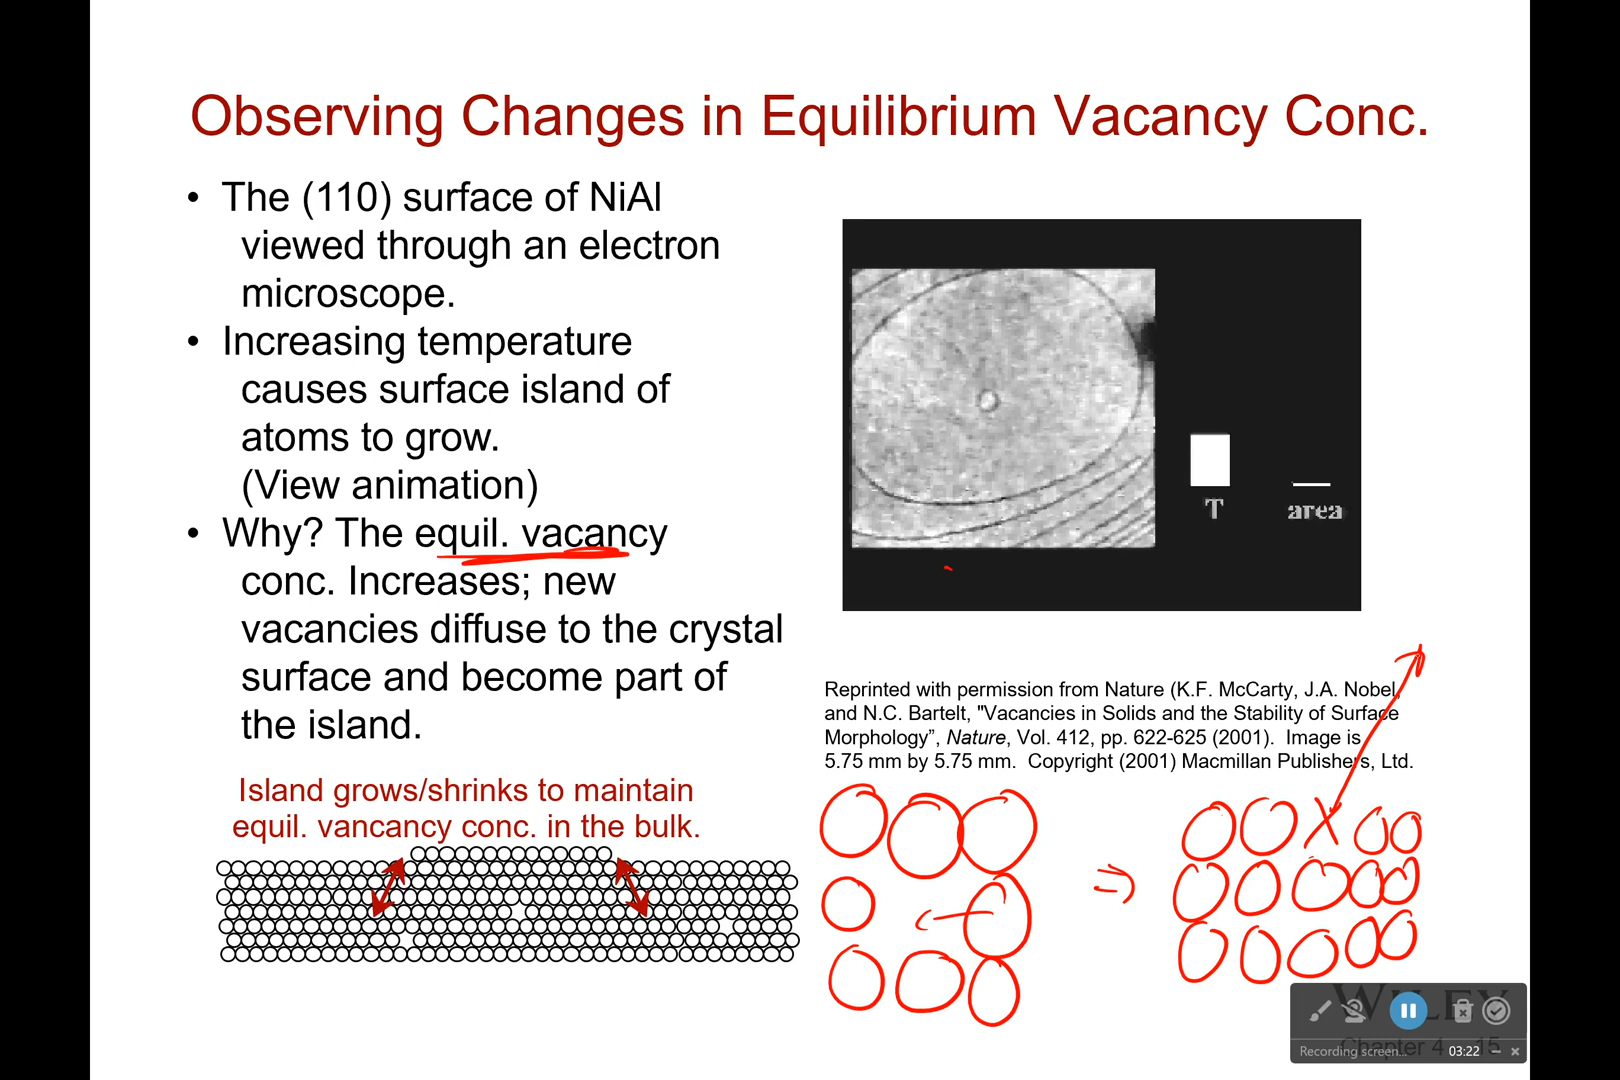 Observing Changes in Equilibrium Vacancy Conc.
• The (110) surface of NiAl
viewed through an electron
microscope.
• Increasing temperature
causes surface island of
atoms to grow.
(View animation)
• Why? The equil. vacancy
conc. Increases; new
vacancies diffuse to the crystal
surface and become part of
the island.
Island grows/shrinks to maintain
equil. vancancy conc. in the bulk.
T
area
Reprinted with permission from Nature (K.F. McCarty, J.A. Nobel,
and N.C. Bartelt, "Vacancies in Solids and the Stability of Surface
Morphology”, Nature, Vol. 412, pp. 622-625 (2001). Image is
5.75 mm by 5.75 mm. Copyright (2001) Macmillan Publishers, Ltd.
WILEY
Chapter 4 - 15
Recording screen... 03:22